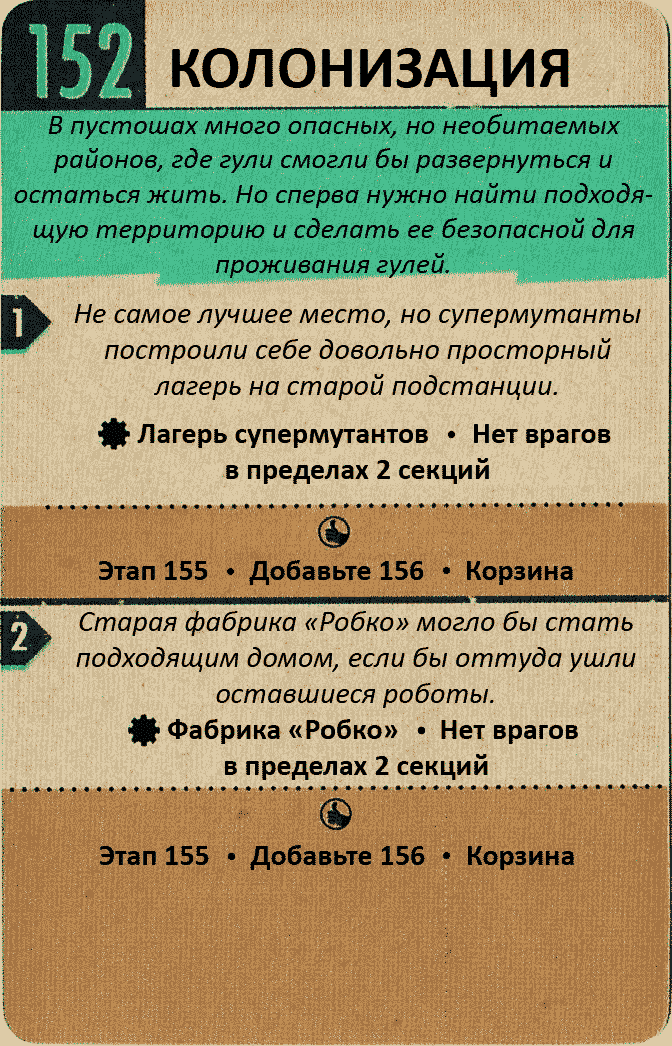 152
КОЛОНИЗАЦИЯ
В пустошах много опасных, но необитаемых
районов, где гули смогли бы развернуться и
остаться жить. Но сперва нужно найти подходя-
щую территорию и сделать ее безопасной для
проживания гулей.
1
Не самое лучшее место, но супермутанты
построили себе довольно просторный
лагерь на старой подстанции.
Лагерь супермутантов • Нет врагов
в пределах 2 секций
Этап 155 • Добавьте 156 • Корзина
2
Старая фабрика «Робко» могло бы стать
подходящим домом, если бы оттуда ушли
оставшиеся роботы.
Фабрика «Робко» • Нет врагов
в пределах 2 секций
Этап 155 • Добавьте 156 • Корзина